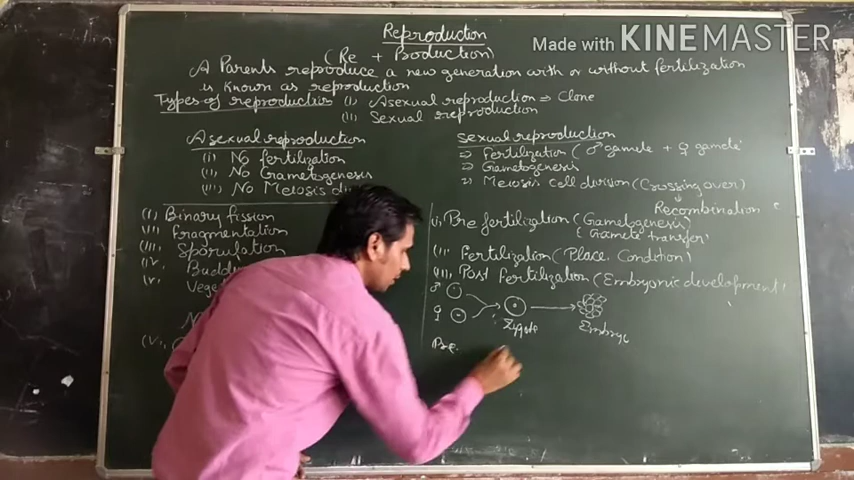 Reproduction
Made with KINEMASTER
(Re + Production)
A Parents reproduce a new generation with or without fertilization
is known as reproduction
Types of reproduction (i) Asexual reproduction ⇒ Clone
(ii) Sexual reproduction
Asexual reproduction
(i) No fertilization
(ii) No Gametogenesis
(iii) No Meiosis
(i) Binary fission
(ii) Fragmentation
(iii) Sporulation
(iv)
(v)
(vi)
Sexual reproduction
⇒ Fertilization (♂ gamete + ♀ gamete
⇒ Gametogenesis
⇒ Meiosis cell division (Crossing over)
Recombination
(i) Pre fertilization (Gametogenesis)
Gamete transfer
(ii) Fertilization (Place, Condition)
(iii) Post Fertilization (Embryonic development)
♂
♀
Zygote
Embryo
Pre